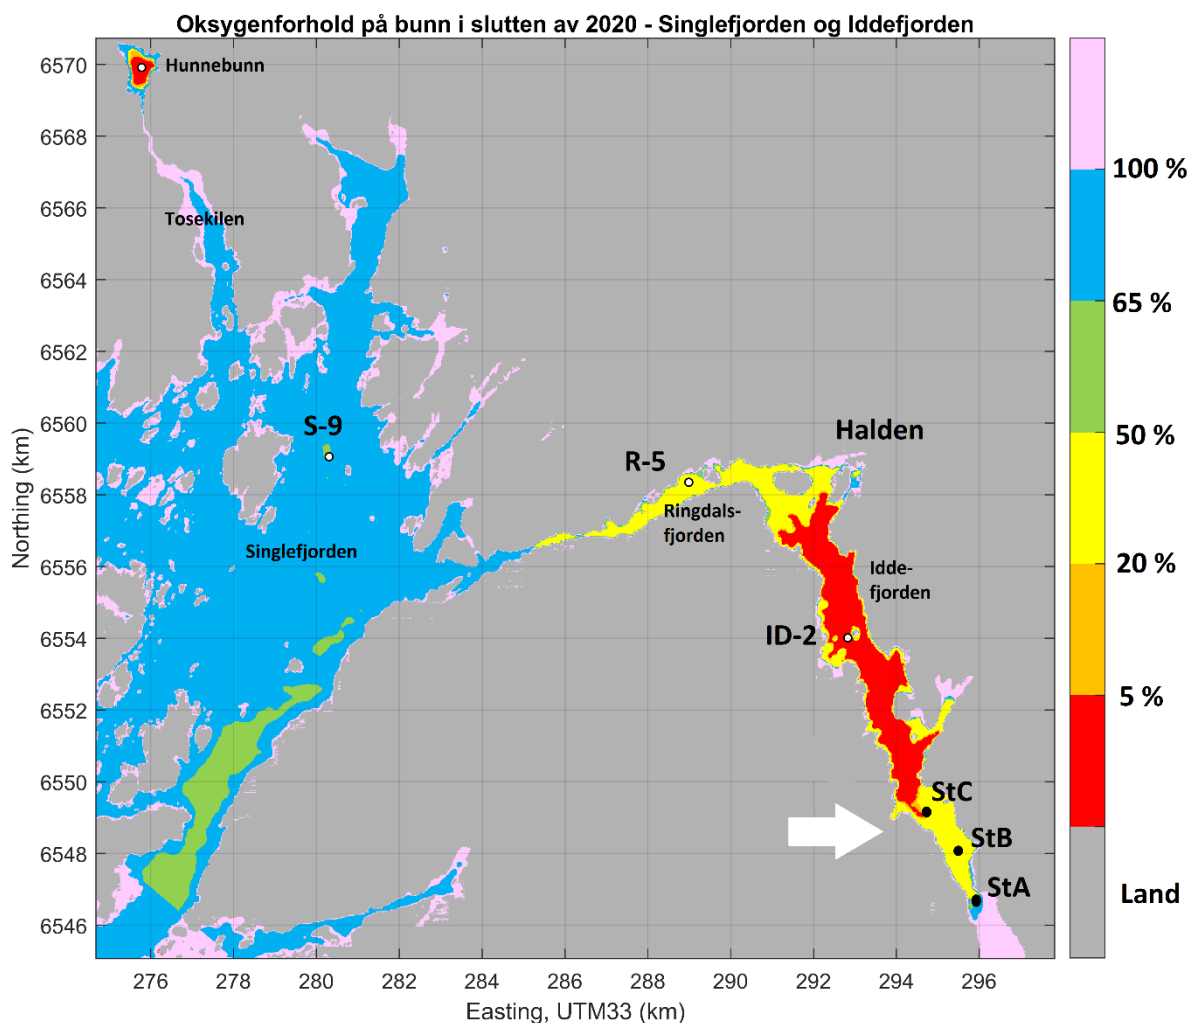 Oksygenforhold på bunn i slutten av 2020 - Singlefjorden og Iddefjorden
6570
Hunnebunn
6568
100 %
6566
Tosekilen
6564
65 %
6562
6560
S-9
Halden
50 %
R-5
6558
Ringdals-
fjorden
Northing (km)
Singlefjorden
6556
Idde-
fjorden
20 %
6554
ID-2
6552
5 %
6550
StC
6548
StB
StA
Land
6546
276
278
280
282
284
286
288
290
292
294
296
Easting, UTM33 (km)